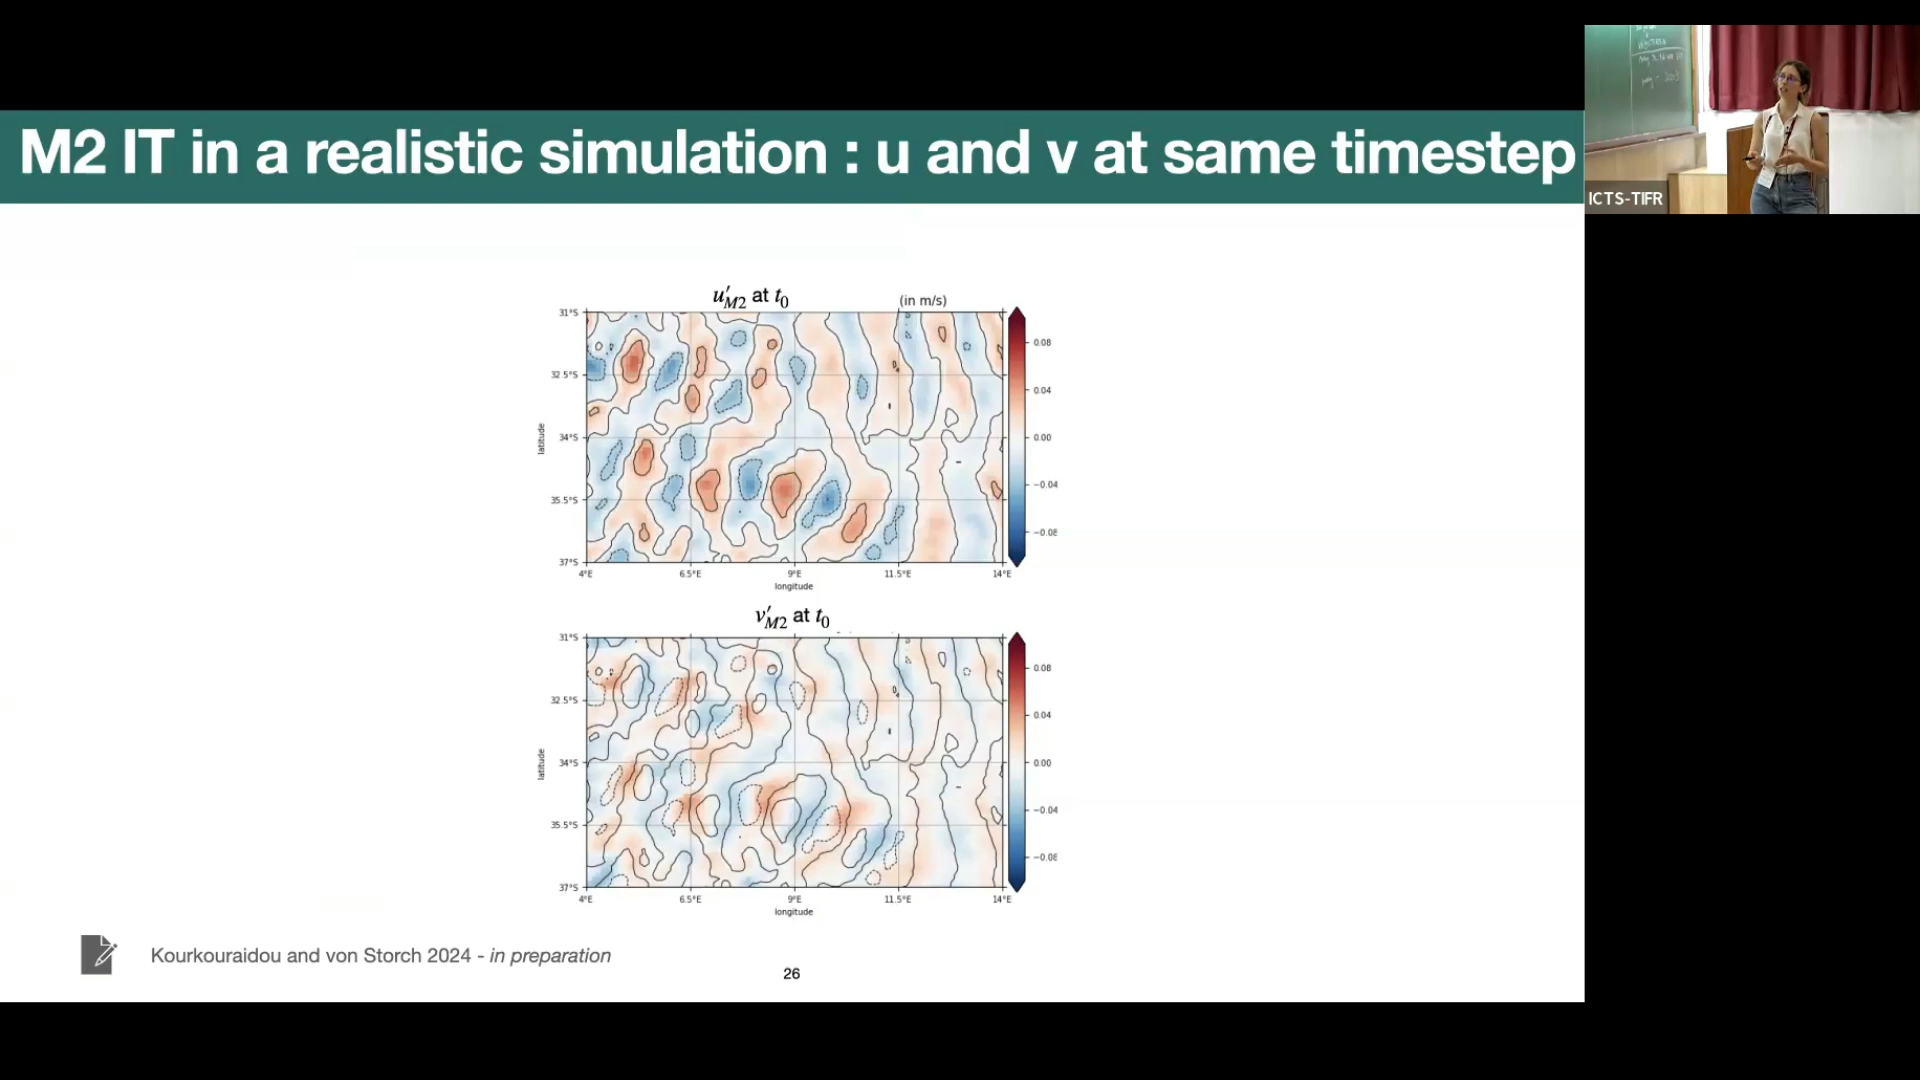 M2 IT in a realistic simulation : u and v at same timestep
ICTS-TIFR
u′M2 at t0
(in m/s)
31°S
32.5°S
34°S
35.5°S
37°S
latitude
4°E
6.5°E
9°E
11.5°E
14°E
longitude
0.08
0.04
0.00
−0.04
−0.08
v′M2 at t0
31°S
32.5°S
34°S
35.5°S
37°S
latitude
4°E
6.5°E
9°E
11.5°E
14°E
longitude
0.08
0.04
0.00
−0.04
−0.08
Kourkouraidou and von Storch 2024 - in preparation
26